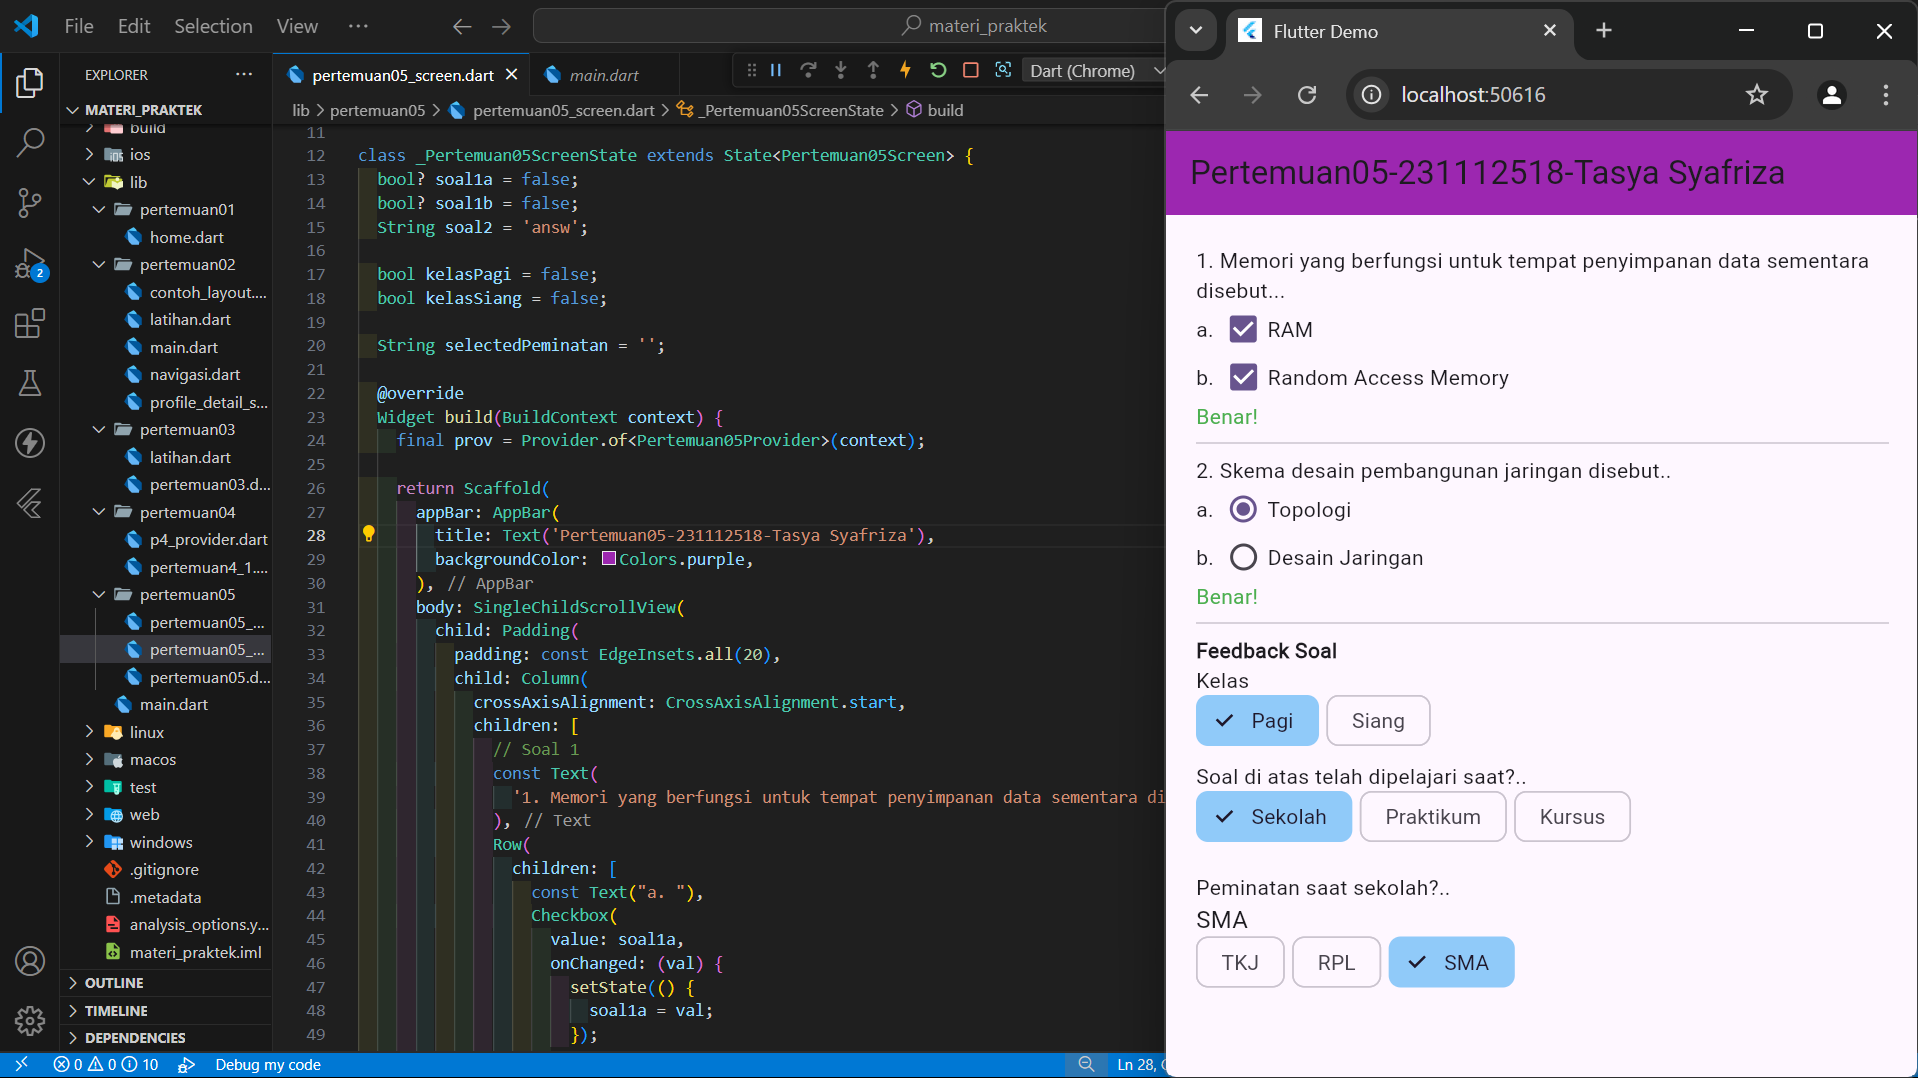 File Edit Selection View ···
materi_praktek
EXPLORER
MATERI_PRAKTEK
build
ios
lib
pertemuan01
home.dart
pertemuan02
contoh_layout....
latihan.dart
main.dart
navigasi.dart
profile_detail_s...
pertemuan03
latihan.dart
pertemuan03.d...
pertemuan04
p4_provider.dart
pertemuan4_1....
pertemuan05
pertemuan05_...
pertemuan05_...
pertemuan05.d...
main.dart
linux
macos
test
web
windows
.gitignore
.metadata
analysis_options.y...
materi_praktek.iml
OUTLINE
TIMELINE
DEPENDENCIES
2
pertemuan05_screen.dart
main.dart
Dart (Chrome)
lib > pertemuan05 > pertemuan05_screen.dart > _Pertemuan05ScreenState > build
11
12 class _Pertemuan05ScreenState extends State<Pertemuan05Screen> {
13 bool? soal1a = false;
14 bool? soal1b = false;
15 String soal2 = 'answ';
16
17 bool kelasPagi = false;
18 bool kelasSiang = false;
19
20 String selectedPeminatan = '';
21
22 @override
23 Widget build(BuildContext context) {
24 final prov = Provider.of<Pertemuan05Provider>(context);
25
26 return Scaffold(
27 appBar: AppBar(
28 title: Text('Pertemuan05-231112518-Tasya Syafriza'),
29 backgroundColor: Colors.purple,
30 ), // AppBar
31 body: SingleChildScrollView(
32 child: Padding(
33 padding: const EdgeInsets.all(20),
34 child: Column(
35 crossAxisAlignment: CrossAxisAlignment.start,
36 children: [
37 // Soal 1
38 const Text(
39 '1. Memori yang berfungsi untuk tempat penyimpanan data sementara di
40 ), // Text
41 Row(
42 children: [
43 const Text("a. "),
44 Checkbox(
45 value: soal1a,
46 onChanged: (val) {
47 setState(() {
48 soal1a = val;
49 });
0 0 10 Debug my code
Ln 28,
Flutter Demo
localhost:50616
Pertemuan05-231112518-Tasya Syafriza
1. Memori yang berfungsi untuk tempat penyimpanan data sementara
disebut...
a. RAM
b. Random Access Memory
Benar!
2. Skema desain pembangunan jaringan disebut..
a. Topologi
b. Desain Jaringan
Benar!
Feedback Soal
Kelas
Pagi Siang
Soal di atas telah dipelajari saat?..
Sekolah Praktikum Kursus
Peminatan saat sekolah?..
SMA
TKJ RPL SMA